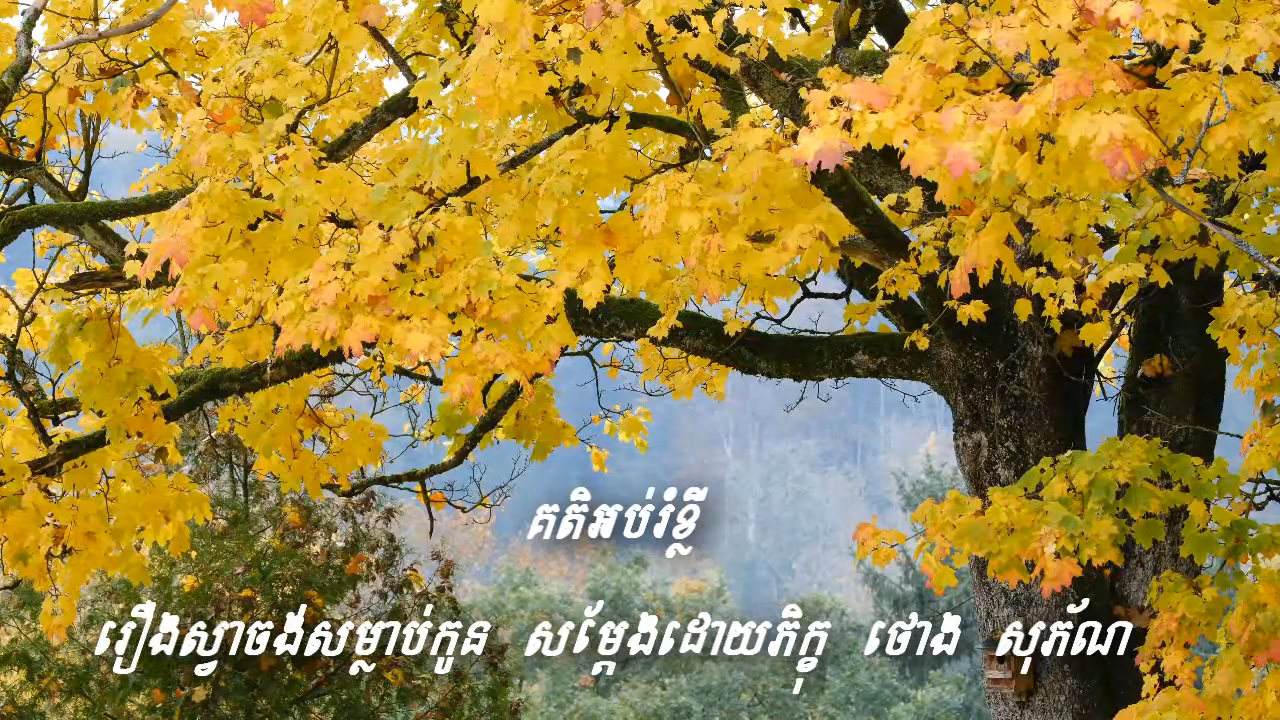 គតិអប់រំខ្លី
រឿងស្វាចង់សម្លាប់កូន សម្តែងដោយភិក្ខុ ថោង សុភ័ណ